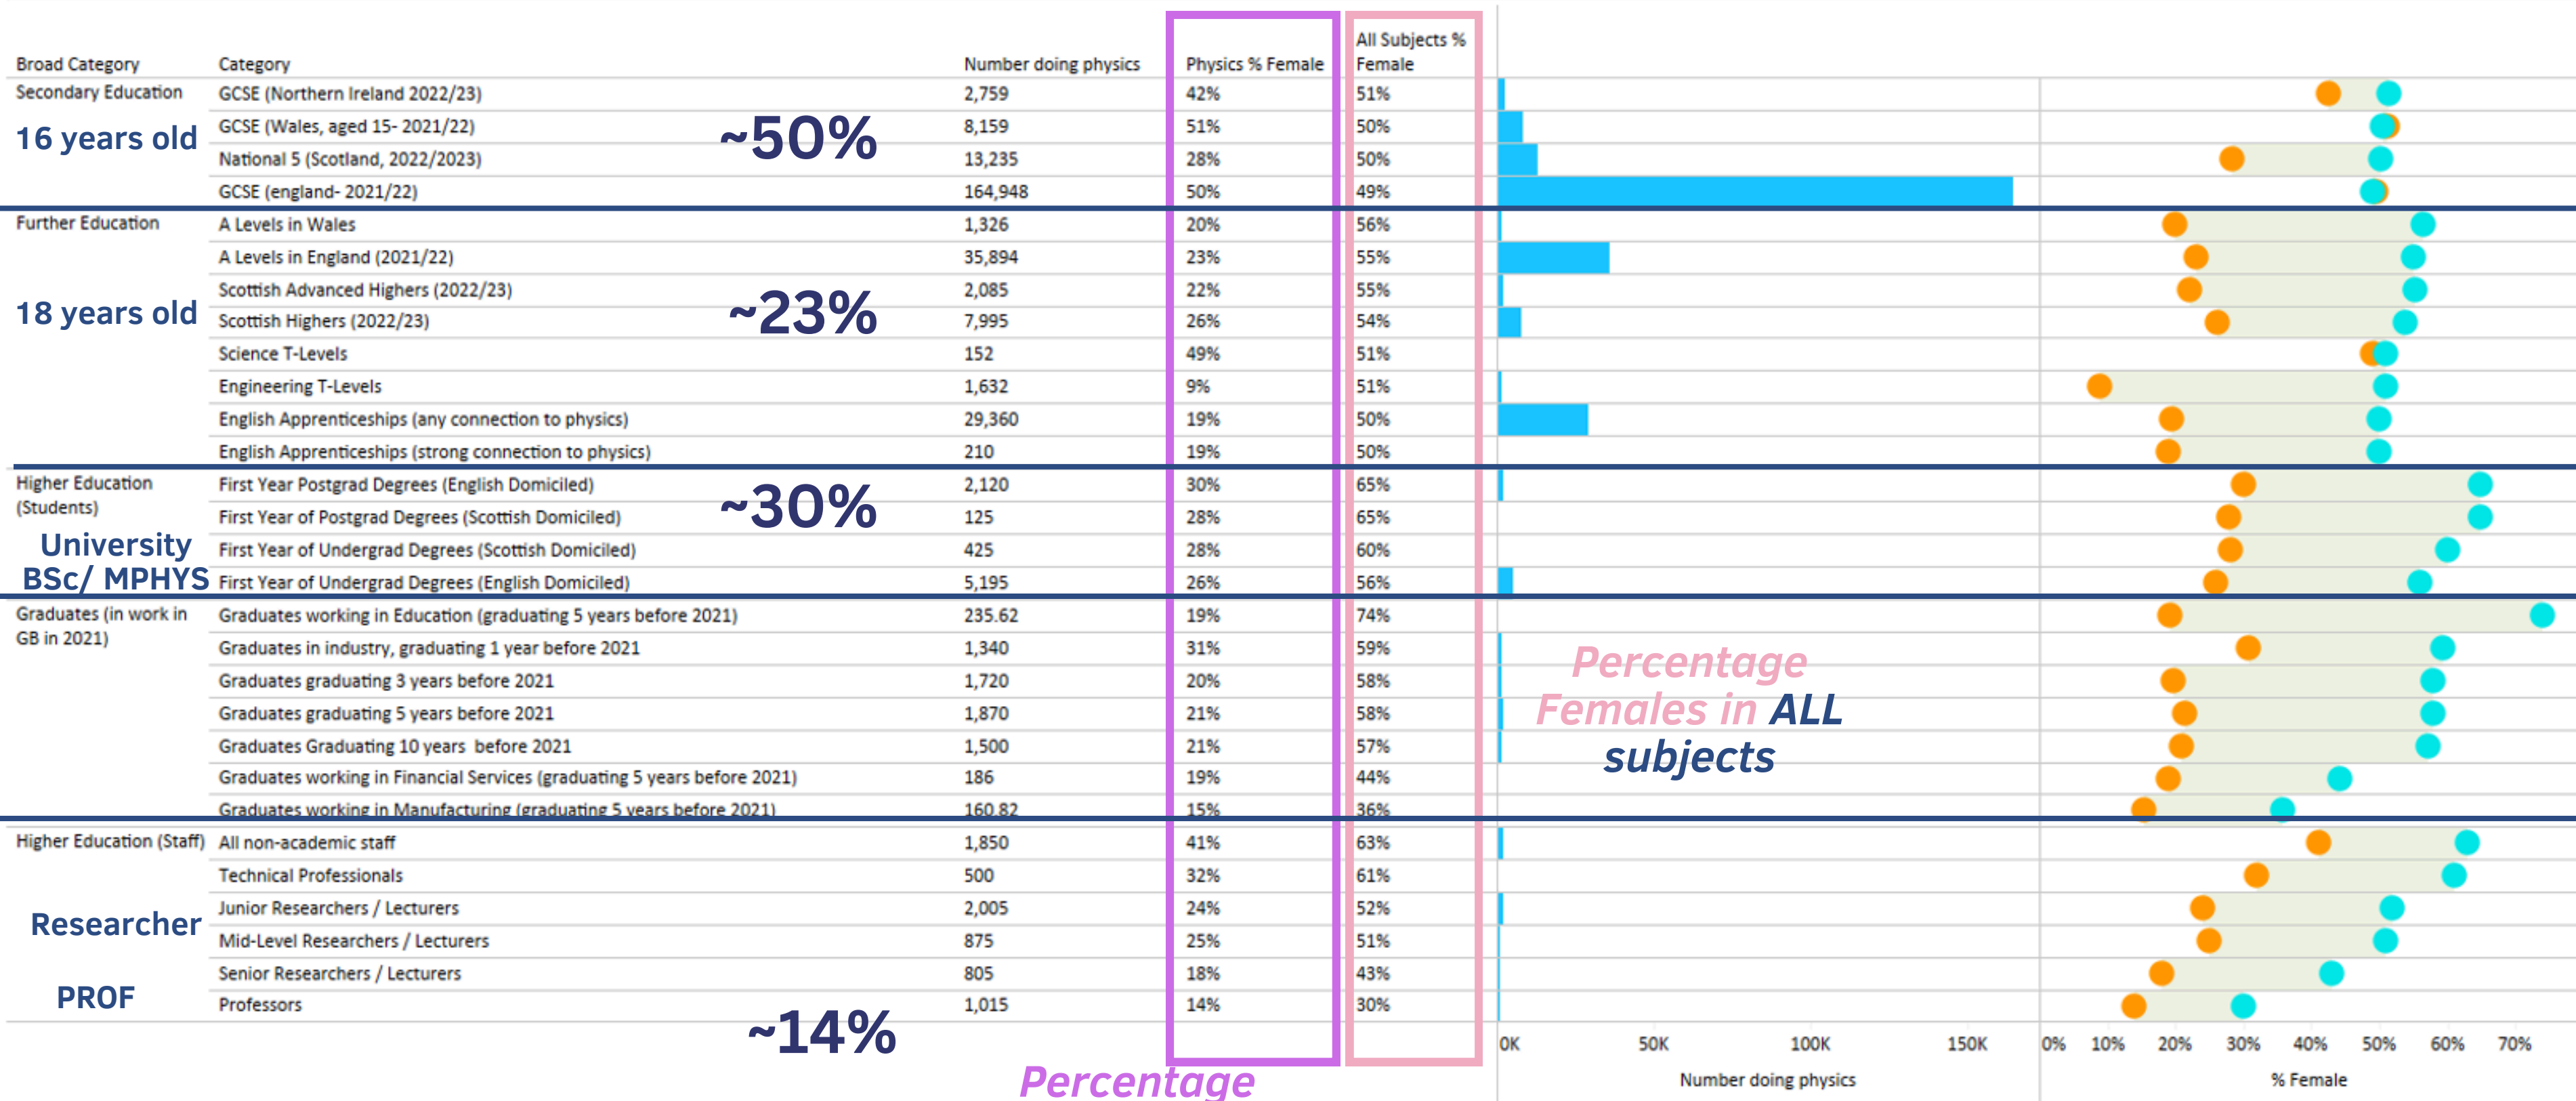 Broad Category Category Number doing physics Physics % Female All Subjects % Female
Secondary Education GCSE (Northern Ireland 2022/23) 2,759 42% 51%
16 years old GCSE (Wales, aged 15- 2021/22) ~50% 8,159 51% 50%
National 5 (Scotland, 2022/2023) 13,235 28% 50%
GCSE (england- 2021/22) 164,948 50% 49%
Further Education A Levels in Wales 1,326 20% 56%
A Levels in England (2021/22) 35,894 23% 55%
Scottish Advanced Highers (2022/23) 2,085 22% 55%
18 years old Scottish Highers (2022/23) ~23% 7,995 26% 54%
Science T-Levels 152 49% 51%
Engineering T-Levels 1,632 9% 51%
English Apprenticeships (any connection to physics) 29,360 19% 50%
English Apprenticeships (strong connection to physics) 210 19% 50%
Higher Education (Students) First Year Postgrad Degrees (English Domiciled) ~30% 2,120 30% 65%
First Year of Postgrad Degrees (Scottish Domiciled) 125 28% 65%
University First Year of Undergrad Degrees (Scottish Domiciled) 425 28% 60%
BSc/ MPHYS First Year of Undergrad Degrees (English Domiciled) 5,195 26% 56%
Graduates (in work in GB in 2021) Graduates working in Education (graduating 5 years before 2021) 235.62 19% 74%
Graduates in industry, graduating 1 year before 2021 1,340 31% 59%
Graduates graduating 3 years before 2021 1,720 20% 58%
Graduates graduating 5 years before 2021 1,870 21% 58%
Graduates Graduating 10 years before 2021 1,500 21% 57%
Graduates working in Financial Services (graduating 5 years before 2021) 186 19% 44%
Graduates working in Manufacturing (graduating 5 years before 2021) 160.82 15% 36%
Percentage
Females in ALL
subjects
Higher Education (Staff) All non-academic staff 1,850 41% 63%
Technical Professionals 500 32% 61%
Junior Researchers / Lecturers 2,005 24% 52%
Researcher Mid-Level Researchers / Lecturers 875 25% 51%
Senior Researchers / Lecturers 805 18% 43%
PROF Professors 1,015 14% 30%
~14%
0K 50K 100K 150K 0% 10% 20% 30% 40% 50% 60% 70%
Number doing physics % Female
Percentage